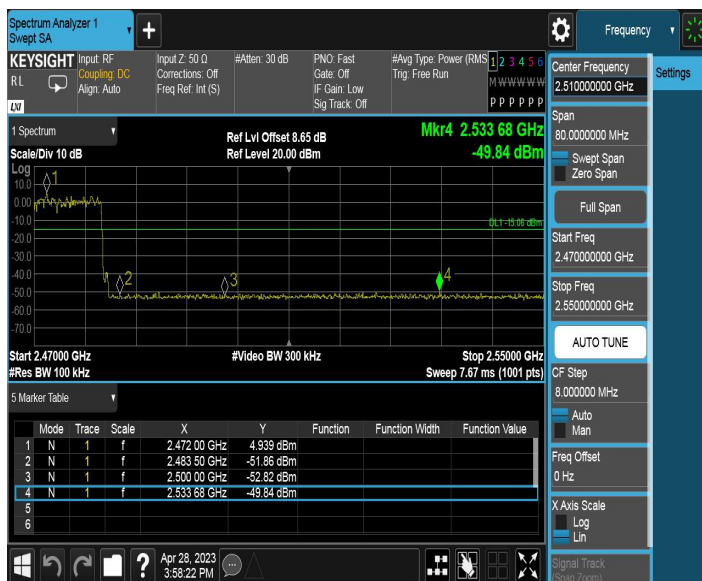 Spectrum Analyzer 1
Swept SA
Frequency
KEYSIGHT
RL
LXI
Input: RF
Coupling: DC
Align: Auto
Input Z: 50 Ω
Corrections: Off
Freq Ref: Int (S)
#Atten: 30 dB
PNO: Fast
Gate: Off
IF Gain: Low
Sig Track: Off
#Avg Type: Power (RMS
Trig: Free Run
1 2 3 4 5 6
M W W W W W
P P P P P P
1 Spectrum
Scale/Div 10 dB
Ref Lvl Offset 8.65 dB
Ref Level 20.00 dBm
Mkr4 2.533 68 GHz
-49.84 dBm
Log
10.0
0.00
-10.0
-20.0
-30.0
-40.0
-50.0
-60.0
-70.0
1
2
3
4
DL1 -15.06 dBm
Start 2.47000 GHz
#Res BW 100 kHz
#Video BW 300 kHz
Stop 2.55000 GHz
Sweep 7.67 ms (1001 pts)
5 Marker Table
Mode Trace Scale X Y Function Function Width Function Value
1 N 1 f 2.472 00 GHz 4.939 dBm
2 N 1 f 2.483 50 GHz -51.86 dBm
3 N 1 f 2.500 00 GHz -52.82 dBm
4 N 1 f 2.533 68 GHz -49.84 dBm
5
6
?
Apr 28, 2023
3:58:22 PM
Center Frequency
2.510000000 GHz
Settings
Span
80.0000000 MHz
Swept Span
Zero Span
Full Span
Start Freq
2.470000000 GHz
Stop Freq
2.550000000 GHz
AUTO TUNE
CF Step
8.000000 MHz
Auto
Man
Freq Offset
0 Hz
X Axis Scale
Log
Lin
Signal Track
(Span Zoom)